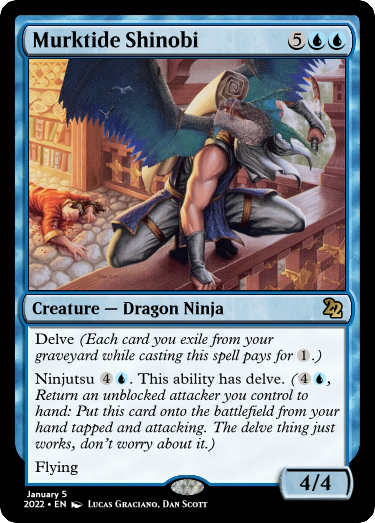 Murktide Shinobi 5
Creature — Dragon Ninja 22
Delve (Each card you exile from your
graveyard while casting this spell pays for 1.)
Ninjutsu 4. This ability has delve. (4,
Return an unblocked attacker you control to
hand: Put this card onto the battlefield from your
hand tapped and attacking. The delve thing just
works, don't worry about it.)
Flying
4/4
January 5
2022 • EN Lucas Graciano, Dan Scott